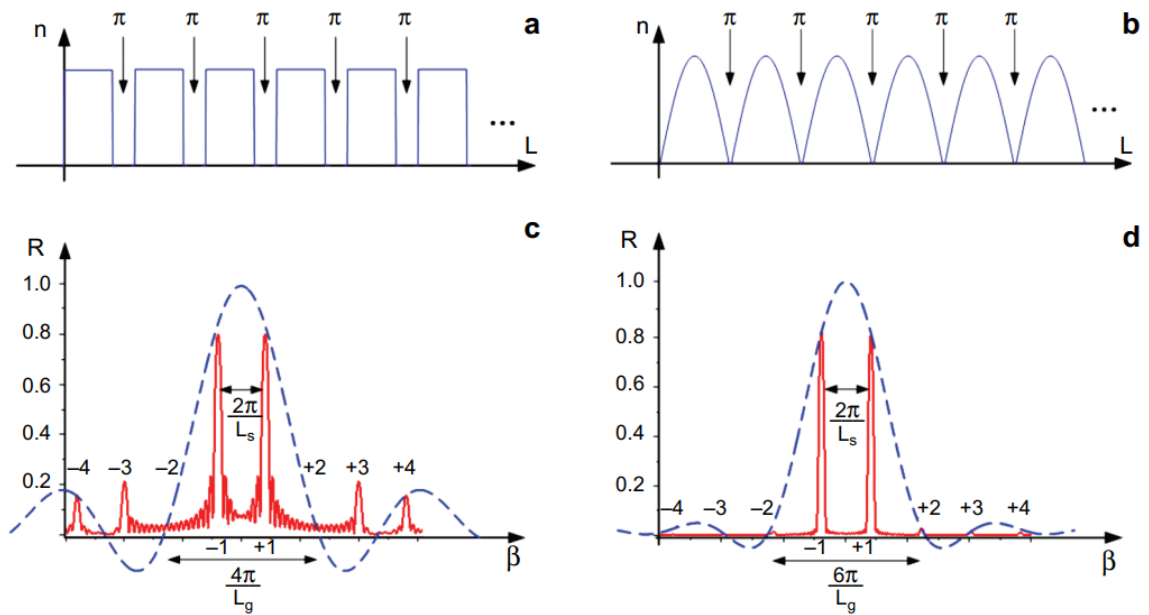 π π π π π a
n
...
L
π π π π π b
n
...
L
c
R
1.0
0.8
0.6
0.4
0.2
2π
Ls
–4 –3 –2 +2 +3 +4
–1 +1
β
4π
Lg
d
R
1.0
0.8
0.6
0.4
0.2
2π
Ls
–4 –3 –2 +2 +3 +4
–1 +1
β
6π
Lg